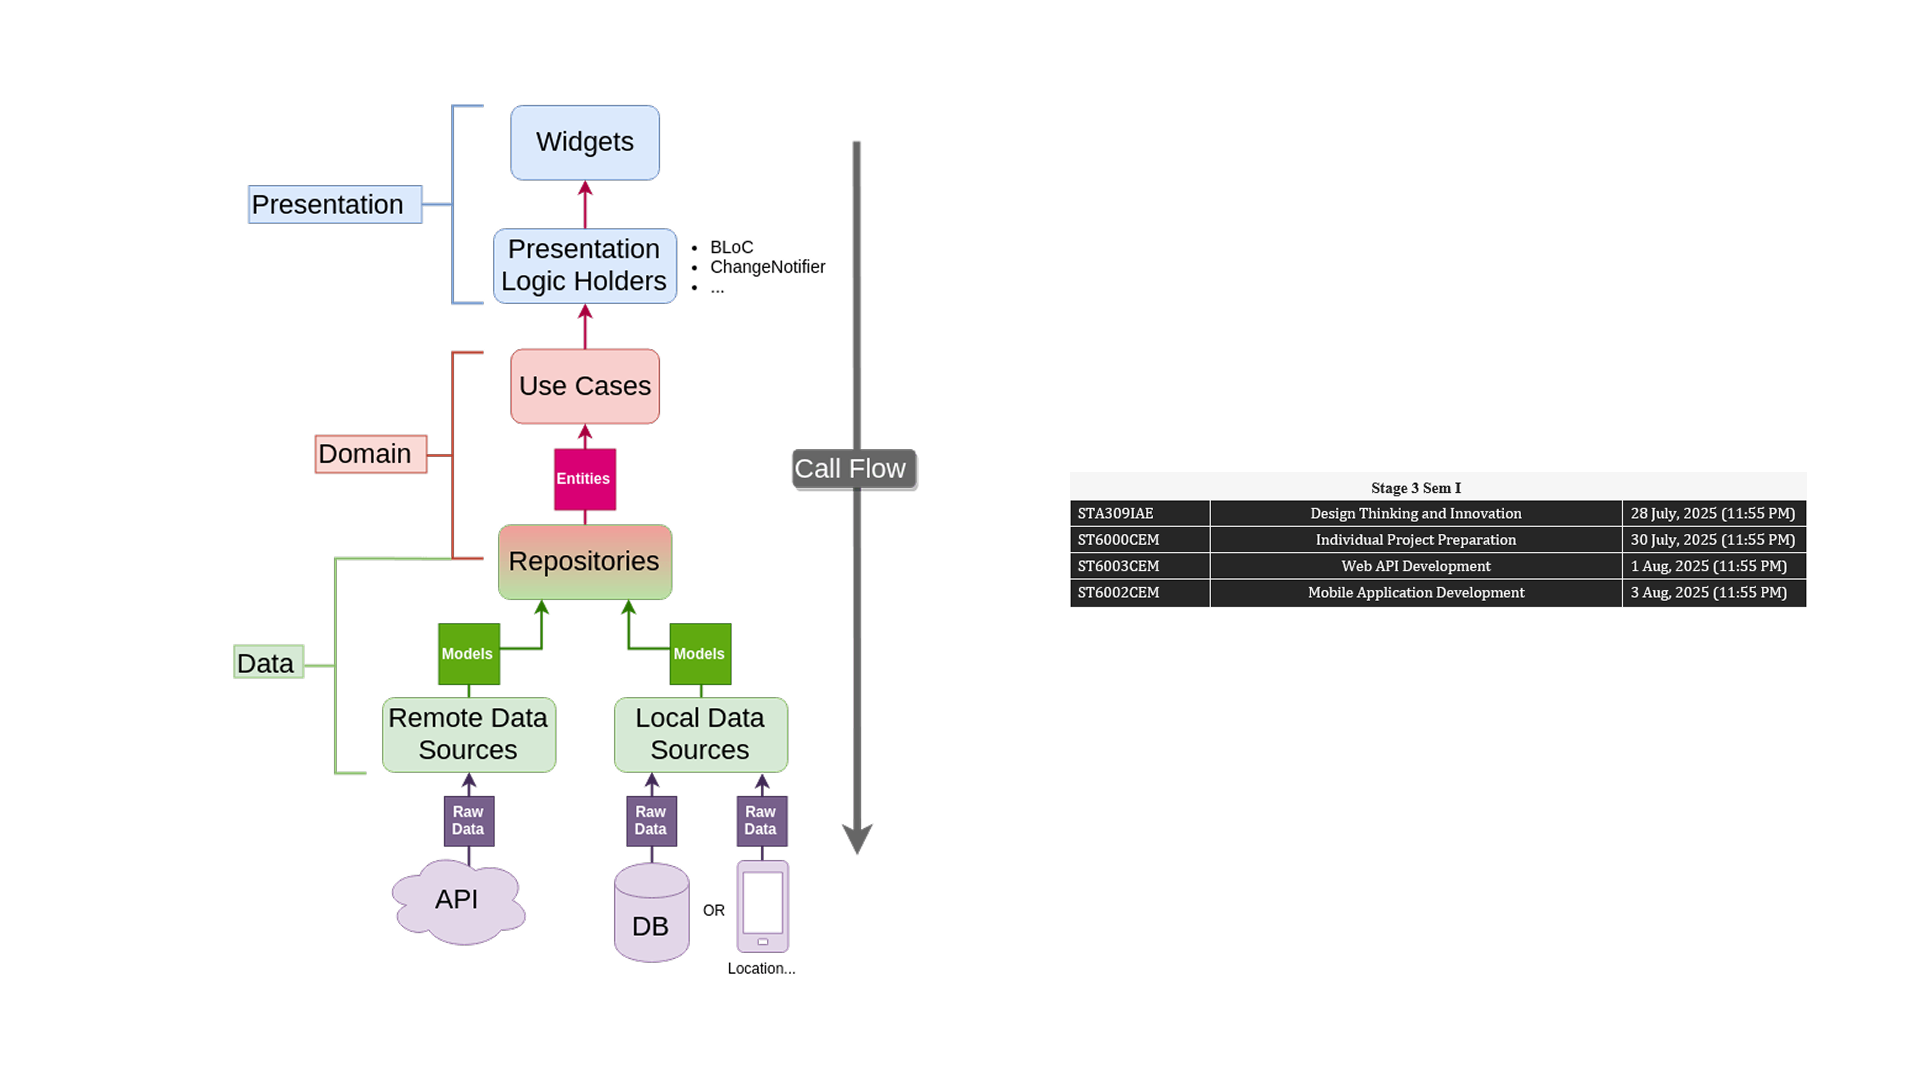 Widgets
Presentation
Presentation
Logic Holders
• BLoC
• ChangeNotifier
• ...
Use Cases
Domain
Entities
Call Flow
Repositories
Data
Models
Models
Remote Data
Sources
Local Data
Sources
Raw
Data
Raw
Data
Raw
Data
API
DB
OR
Location...
Stage 3 Sem I
STA309IAE Design Thinking and Innovation 28 July, 2025 (11:55 PM)
ST6000CEM Individual Project Preparation 30 July, 2025 (11:55 PM)
ST6003CEM Web API Development 1 Aug, 2025 (11:55 PM)
ST6002CEM Mobile Application Development 3 Aug, 2025 (11:55 PM)